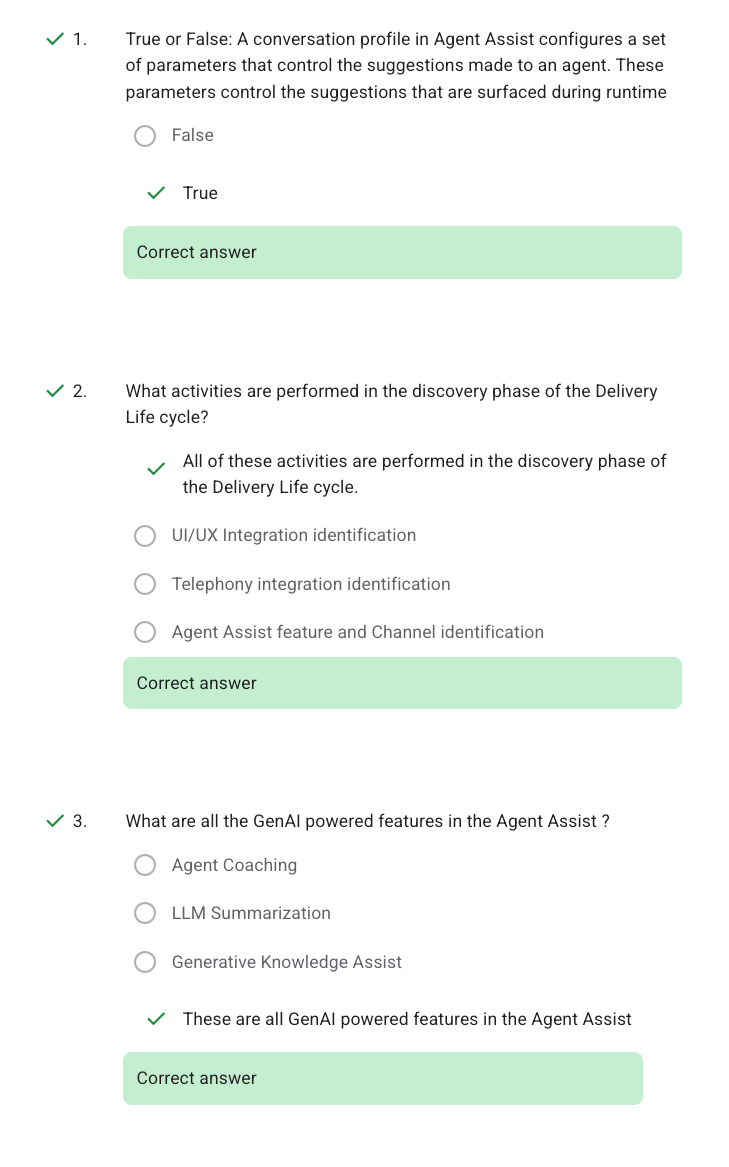 1. True or False: A conversation profile in Agent Assist configures a set
of parameters that control the suggestions made to an agent. These
parameters control the suggestions that are surfaced during runtime
False
True
Correct answer
2. What activities are performed in the discovery phase of the Delivery
Life cycle?
All of these activities are performed in the discovery phase of
the Delivery Life cycle.
UI/UX Integration identification
Telephony integration identification
Agent Assist feature and Channel identification
Correct answer
3. What are all the GenAI powered features in the Agent Assist ?
Agent Coaching
LLM Summarization
Generative Knowledge Assist
These are all GenAI powered features in the Agent Assist
Correct answer